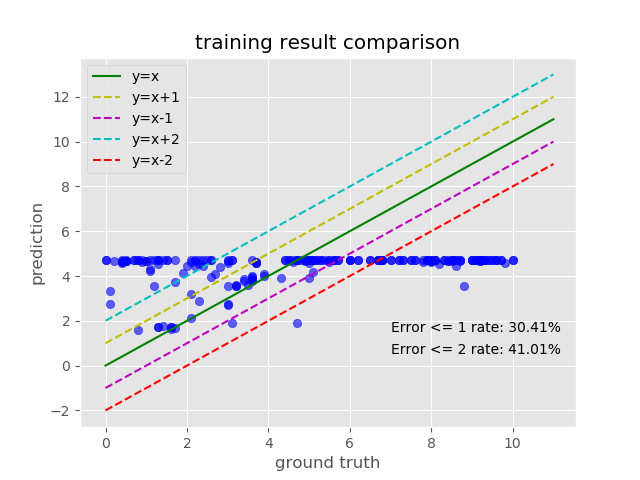 training result comparison
y=x
y=x+1
y=x-1
y=x+2
y=x-2
12
10
8
6
4
2
0
−2
prediction
Error <= 1 rate: 30.41%
Error <= 2 rate: 41.01%
0 2 4 6 8 10
ground truth